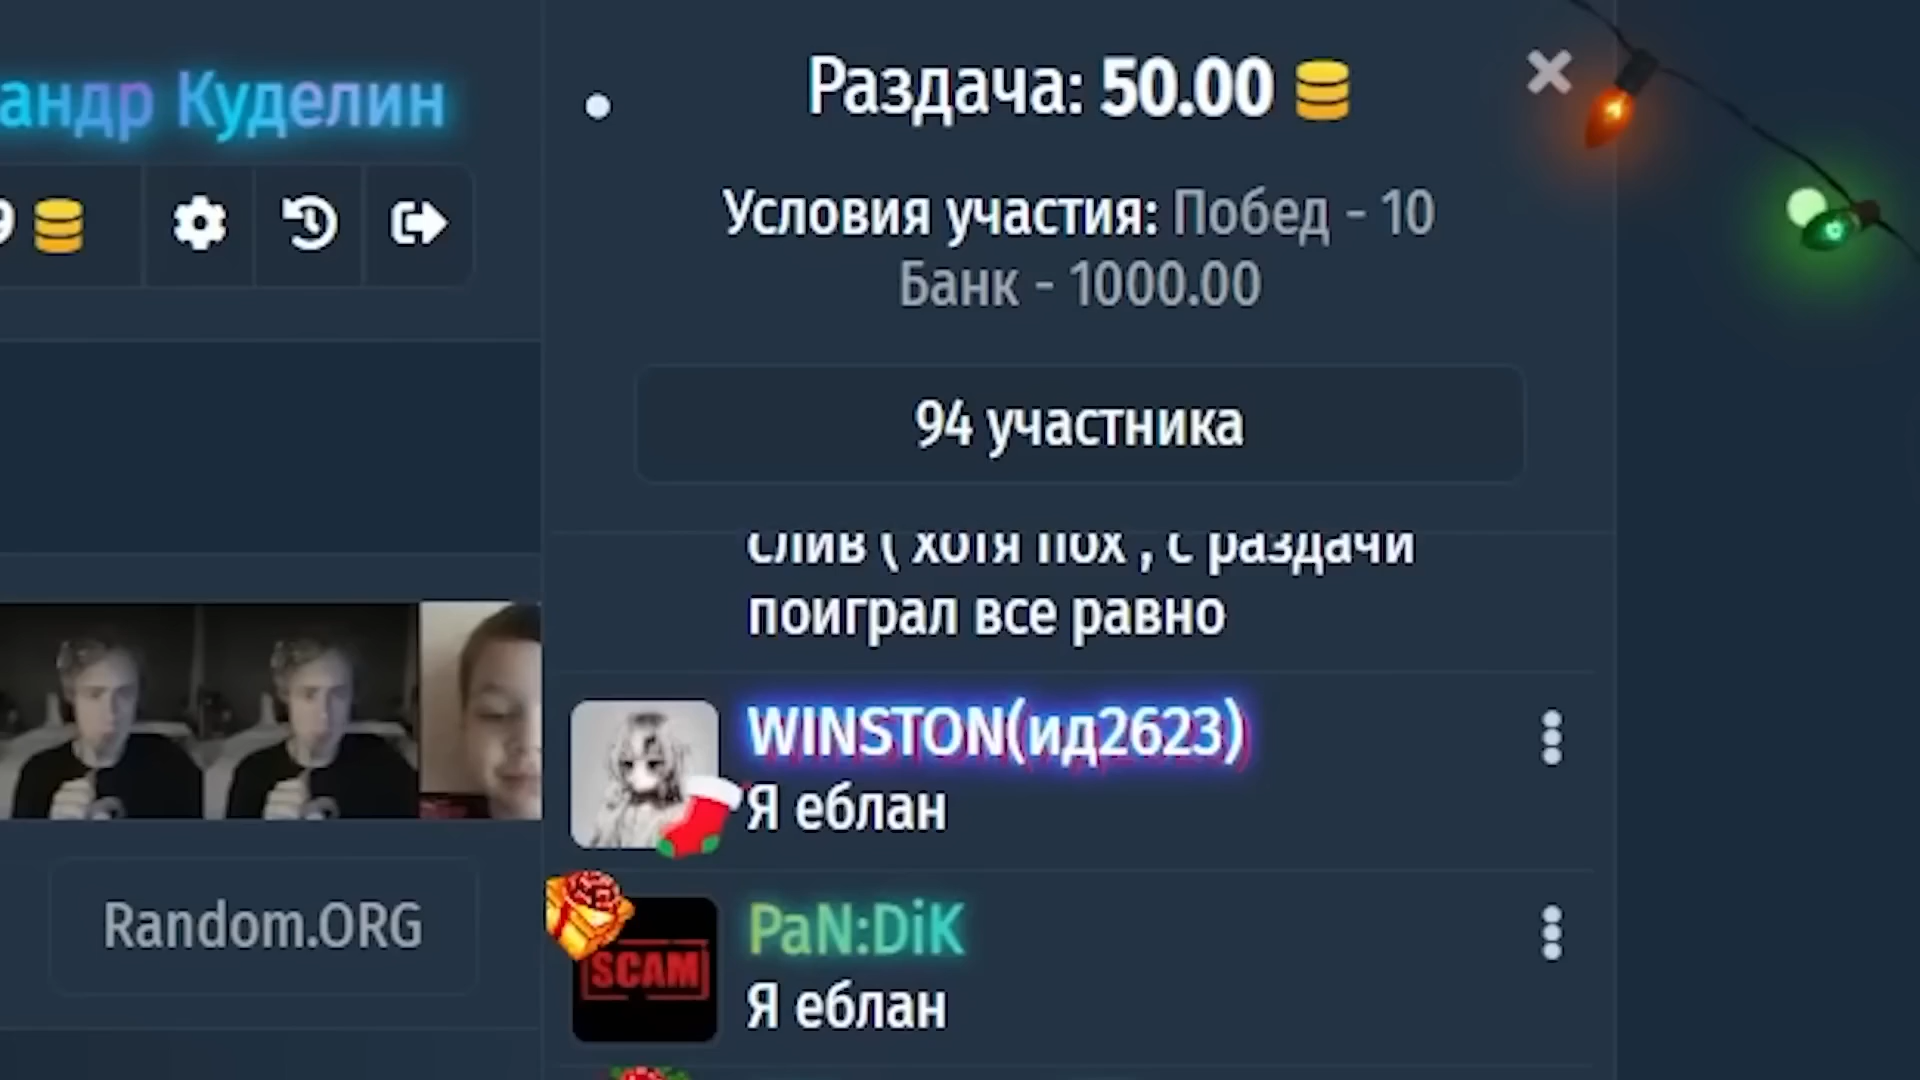 андр Куделин
9
Раздача: 50.00
Условия участия: Побед - 10
Банк - 1000.00
94 участника
слив ( хотя пох , с раздачи
поиграл все равно
WINSTON(ид2623)
Я еблан
Random.ORG
PaN:DiK
SCAM
Я еблан